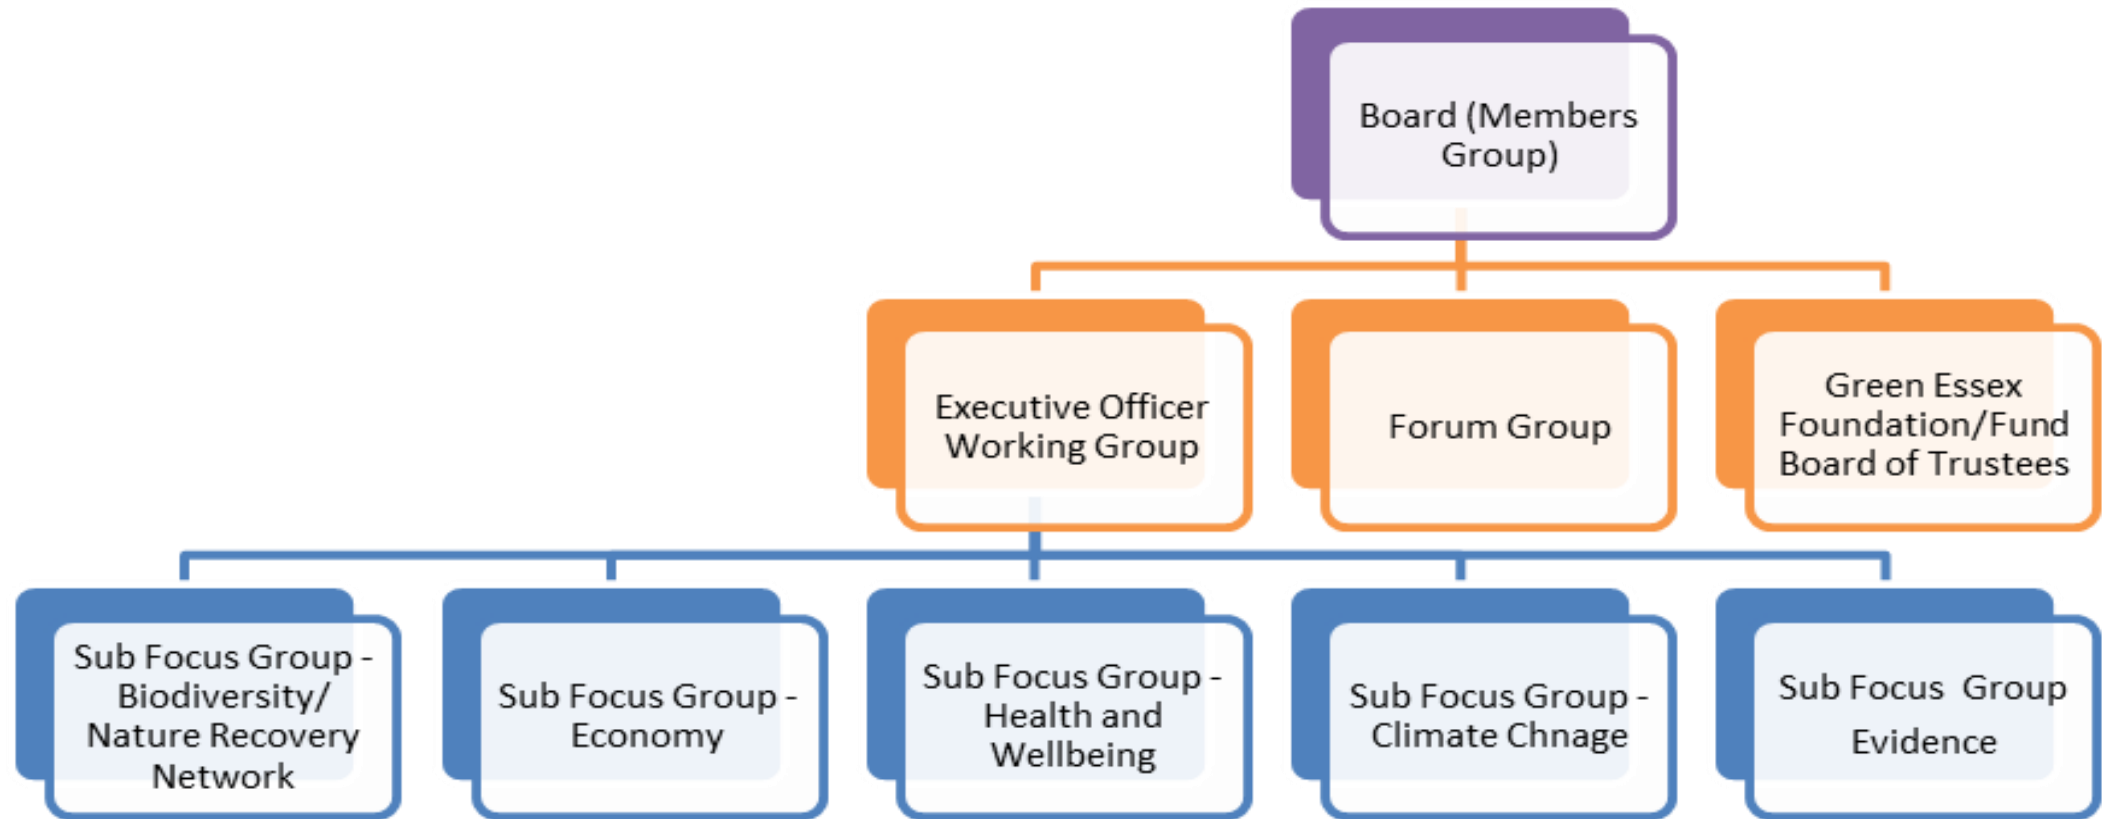 Board (Members
Group)
Executive Officer
Working Group
Forum Group
Green Essex
Foundation/Fund
Board of Trustees
Sub Focus Group -
Biodiversity/
Nature Recovery
Network
Sub Focus Group -
Economy
Sub Focus Group -
Health and
Wellbeing
Sub Focus Group -
Climate Chnage
Sub Focus  Group
Evidence